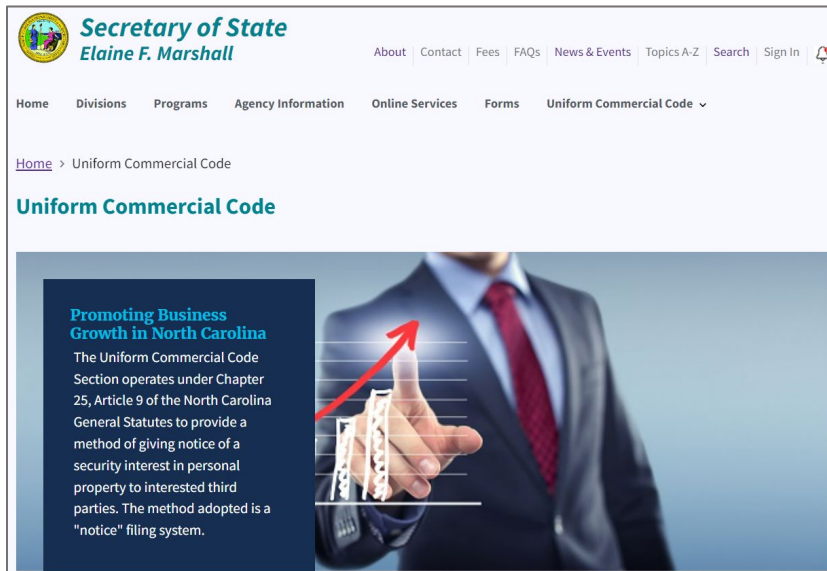 Secretary of State
Elaine F. Marshall
About Contact Fees FAQs News & Events Topics A-Z Search Sign In
Home Divisions Programs Agency Information Online Services Forms Uniform Commercial Code
Home > Uniform Commercial Code
Uniform Commercial Code
Promoting Business
Growth in North Carolina
The Uniform Commercial Code
Section operates under Chapter
25, Article 9 of the North Carolina
General Statutes to provide a
method of giving notice of a
security interest in personal
property to interested third
parties. The method adopted is a
"notice" filing system.